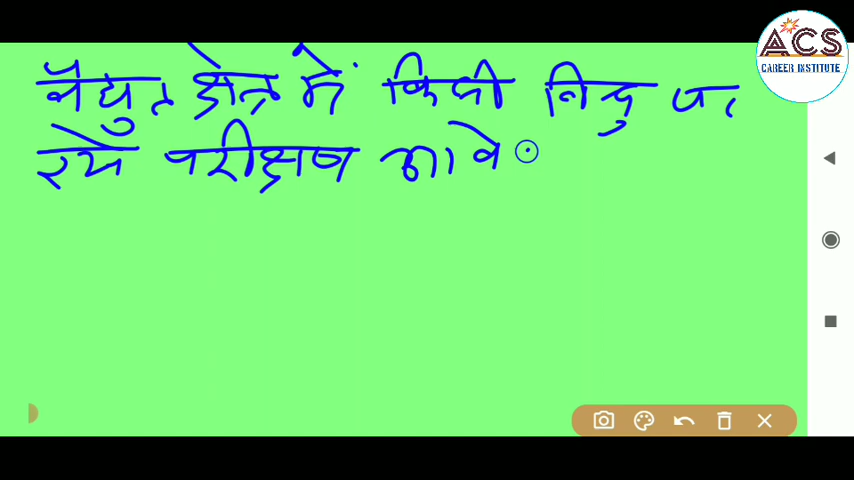 ACS
CAREER INSTITUTE
वैद्युत क्षेत्र में किसी बिन्दु पर
रखे परीक्षण आवे